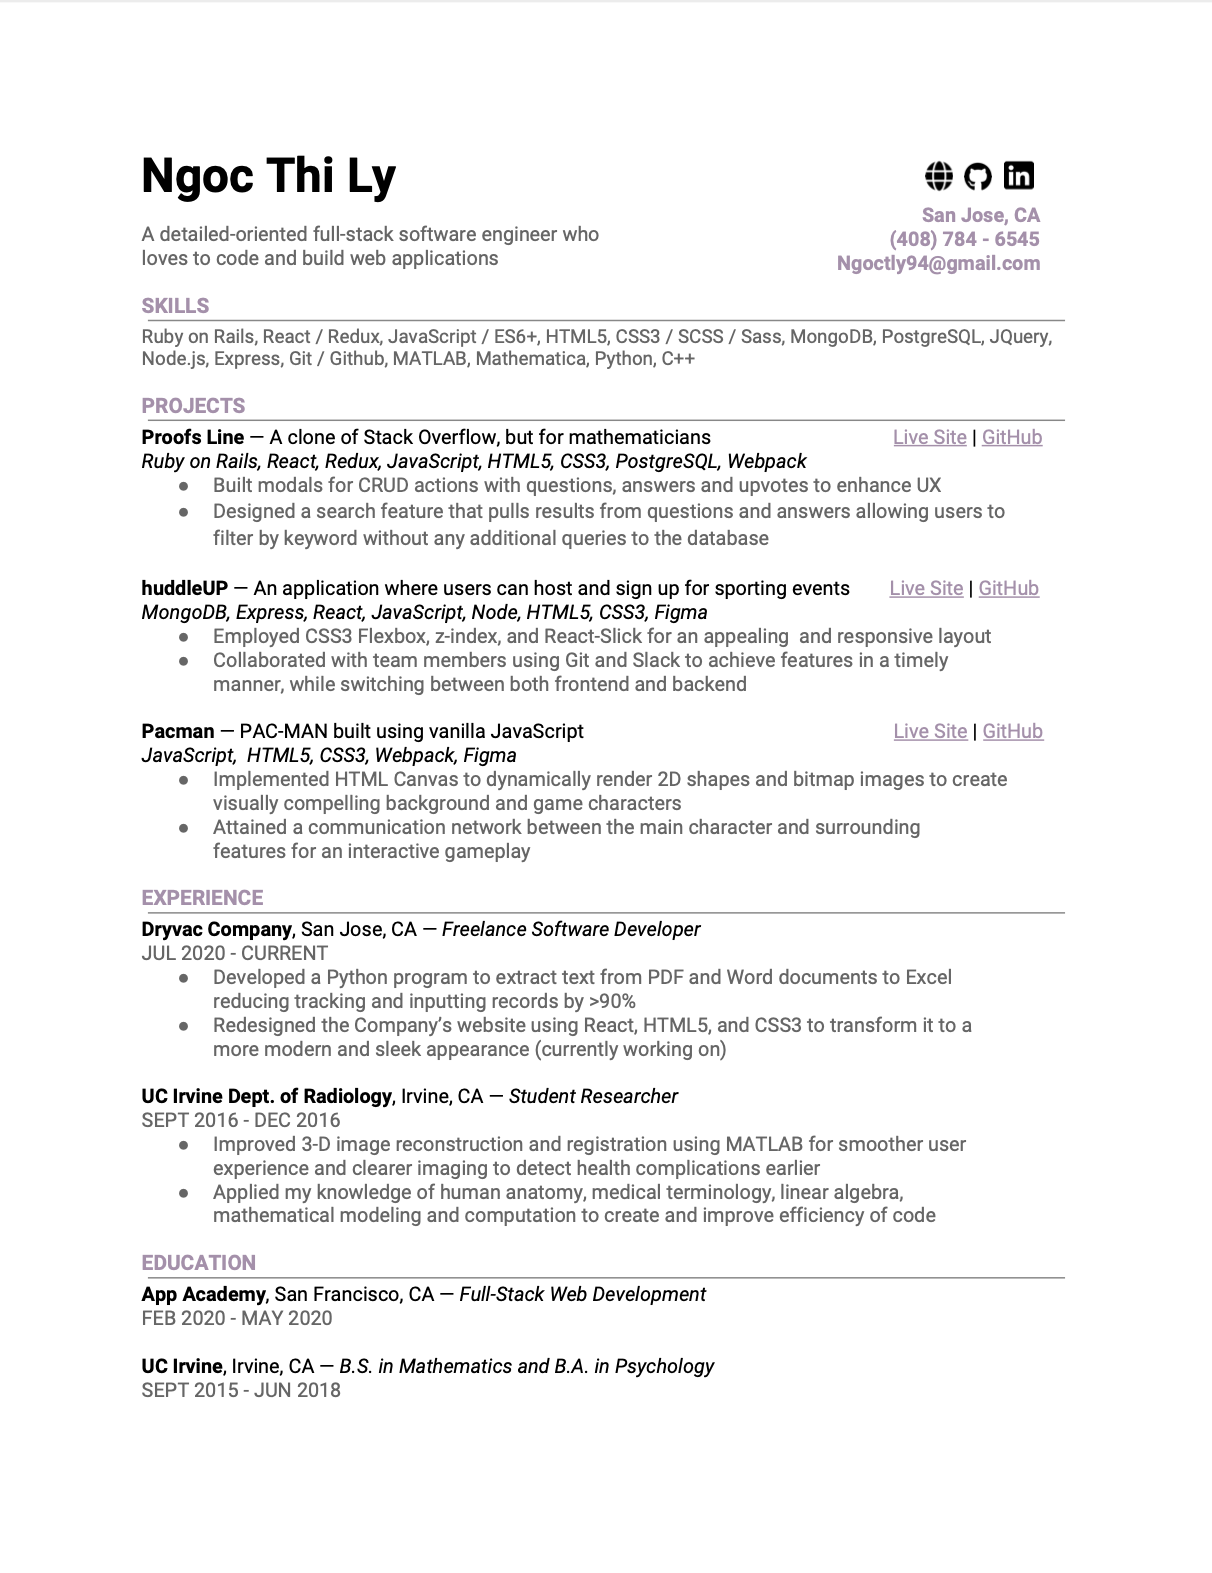 Ngoc Thi Ly
A detailed-oriented full-stack software engineer who
loves to code and build web applications
in
San Jose, CA
(408) 784 - 6545
Ngoctly94@gmail.com
SKILLS
Ruby on Rails, React / Redux, JavaScript / ES6+, HTML5, CSS3 / SCSS / Sass, MongoDB, PostgreSQL, JQuery,
Node.js, Express, Git / Github, MATLAB, Mathematica, Python, C++
PROJECTS
Proofs Line — A clone of Stack Overflow, but for mathematicians Live Site | GitHub
Ruby on Rails, React, Redux, JavaScript, HTML5, CSS3, PostgreSQL, Webpack
● Built modals for CRUD actions with questions, answers and upvotes to enhance UX
● Designed a search feature that pulls results from questions and answers allowing users to
filter by keyword without any additional queries to the database
huddleUP — An application where users can host and sign up for sporting events Live Site | GitHub
MongoDB, Express, React, JavaScript, Node, HTML5, CSS3, Figma
● Employed CSS3 Flexbox, z-index, and React-Slick for an appealing  and responsive layout
● Collaborated with team members using Git and Slack to achieve features in a timely
manner, while switching between both frontend and backend
Pacman — PAC-MAN built using vanilla JavaScript Live Site | GitHub
JavaScript,  HTML5, CSS3, Webpack, Figma
● Implemented HTML Canvas to dynamically render 2D shapes and bitmap images to create
visually compelling background and game characters
● Attained a communication network between the main character and surrounding
features for an interactive gameplay
EXPERIENCE
Dryvac Company, San Jose, CA — Freelance Software Developer
JUL 2020 - CURRENT
● Developed a Python program to extract text from PDF and Word documents to Excel
reducing tracking and inputting records by >90%
● Redesigned the Company’s website using React, HTML5, and CSS3 to transform it to a
more modern and sleek appearance (currently working on)
UC Irvine Dept. of Radiology, Irvine, CA — Student Researcher
SEPT 2016 - DEC 2016
● Improved 3-D image reconstruction and registration using MATLAB for smoother user
experience and clearer imaging to detect health complications earlier
● Applied my knowledge of human anatomy, medical terminology, linear algebra,
mathematical modeling and computation to create and improve efficiency of code
EDUCATION
App Academy, San Francisco, CA — Full-Stack Web Development
FEB 2020 - MAY 2020
UC Irvine, Irvine, CA — B.S. in Mathematics and B.A. in Psychology
SEPT 2015 - JUN 2018